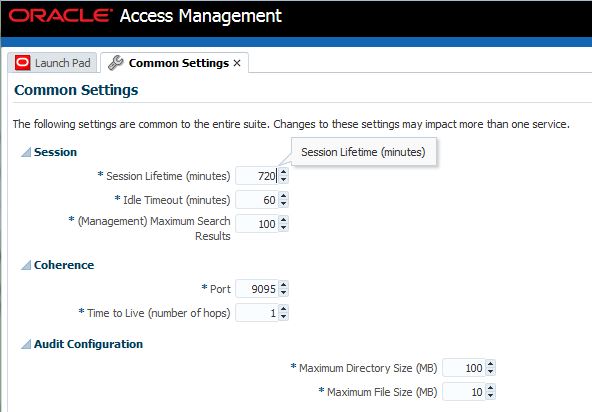 ORACLE Access Management
Launch Pad
Common Settings ×
Common Settings
The following settings are common to the entire suite. Changes to these settings may impact more than one service.
Session
Session Lifetime (minutes)
* Session Lifetime (minutes) 720
* Idle Timeout (minutes) 60
* (Management) Maximum Search 100
Results
Coherence
* Port 9095
* Time to Live (number of hops) 1
Audit Configuration
* Maximum Directory Size (MB) 100
* Maximum File Size (MB) 10